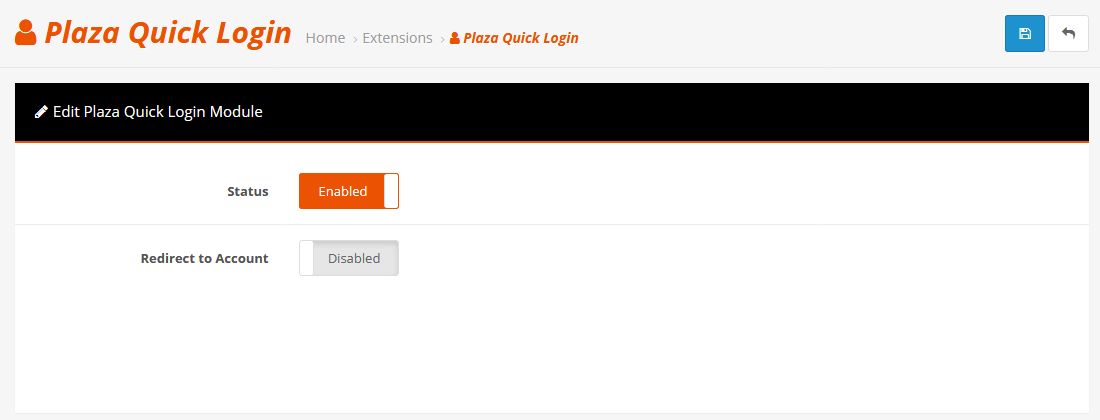 Plaza Quick Login Home › Extensions › Plaza Quick Login
Edit Plaza Quick Login Module
Status Enabled
Redirect to Account Disabled